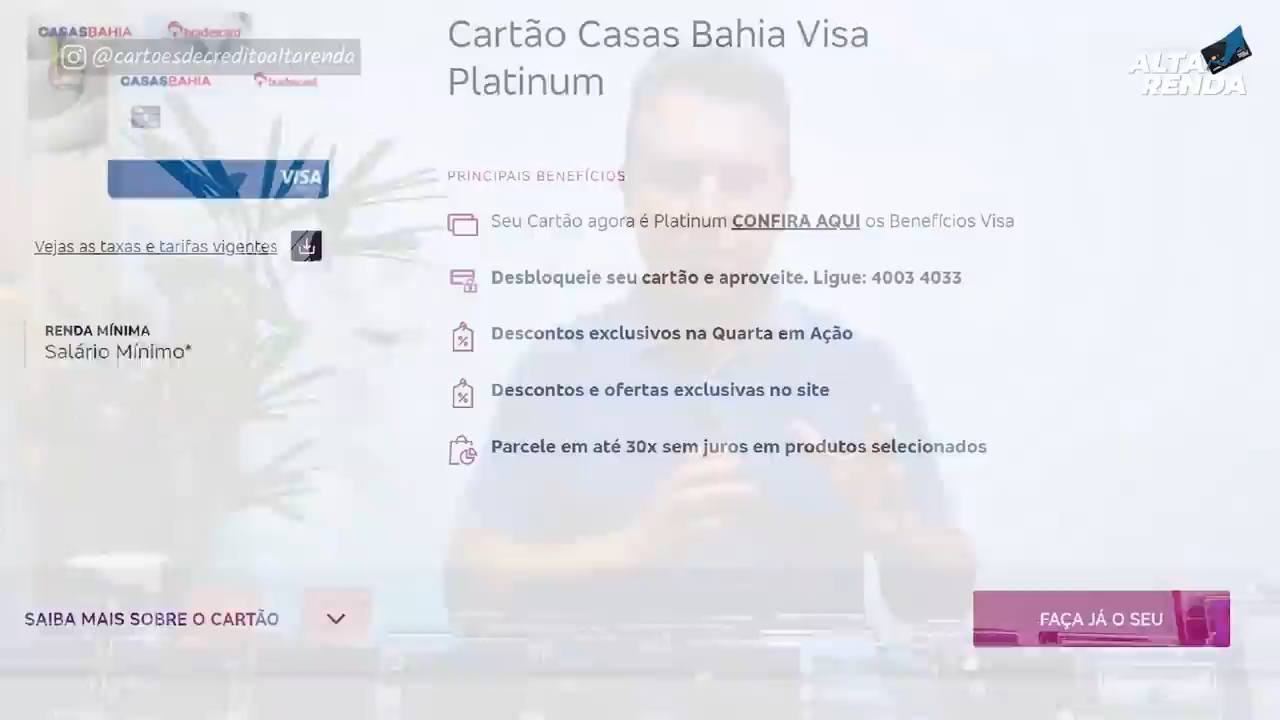 CASASBAHIA bradescard
@cartoesdecreditoaltarenda
CASASBAHIA bradescard
VISA
Vejas as taxas e tarifas vigentes
RENDA MÍNIMA
Salário Mínimo*
SAIBA MAIS SOBRE O CARTÃO
Cartão Casas Bahia Visa
Platinum
PRINCIPAIS BENEFÍCIOS
Seu Cartão agora é Platinum CONFIRA AQUI os Benefícios Visa
Desbloqueie seu cartão e aproveite. Ligue: 4003 4033
Descontos exclusivos na Quarta em Ação
Descontos e ofertas exclusivas no site
Parcele em até 30x sem juros em produtos selecionados
FAÇA JÁ O SEU
ALTA
RENDA